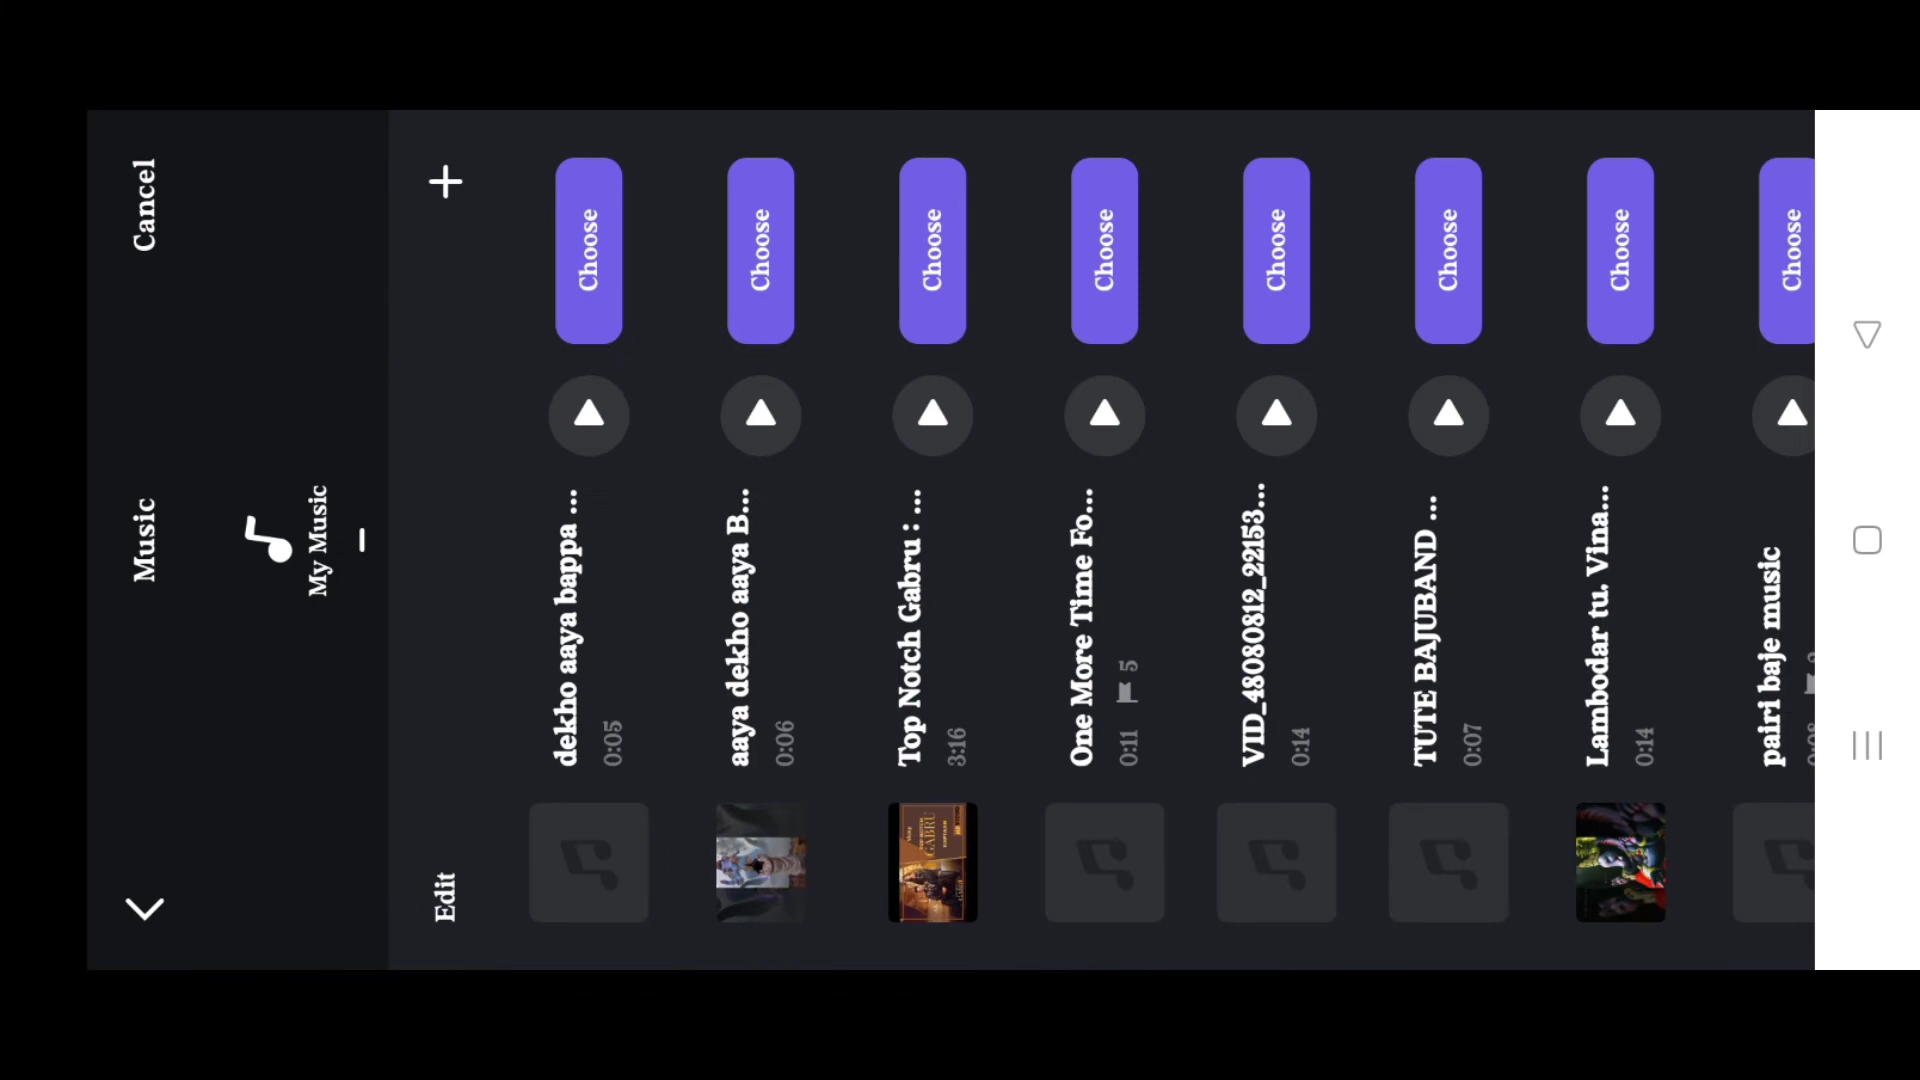 Music
Cancel
My Music
Edit
dekho aaya bappa ...
0:05
Choose
aaya dekho aaya B...
0:06
Choose
Top Notch Gabru : ...
3:16
Choose
One More Time Fo...
0:11 5
Choose
VID_48080812_22153...
0:14
Choose
TUTE BAJUBAND ...
0:07
Choose
Lambodar tu. Vina...
0:14
Choose
pairi baje music
Choose
GABRU